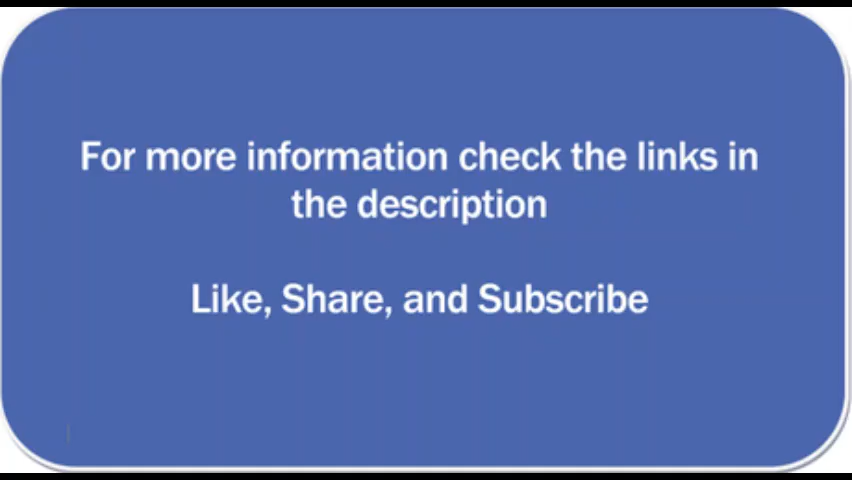 For more information check the links in
the description
Like, Share, and Subscribe